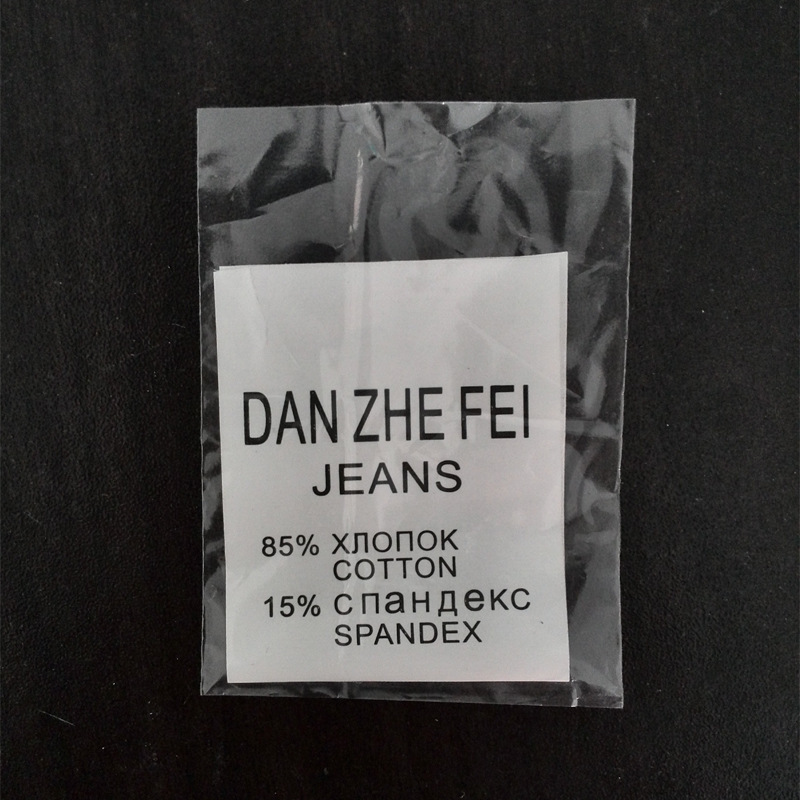 DAN ZHE FEI
JEANS
85% ХЛОПОК
COTTON
15% спандекс
SPANDEX